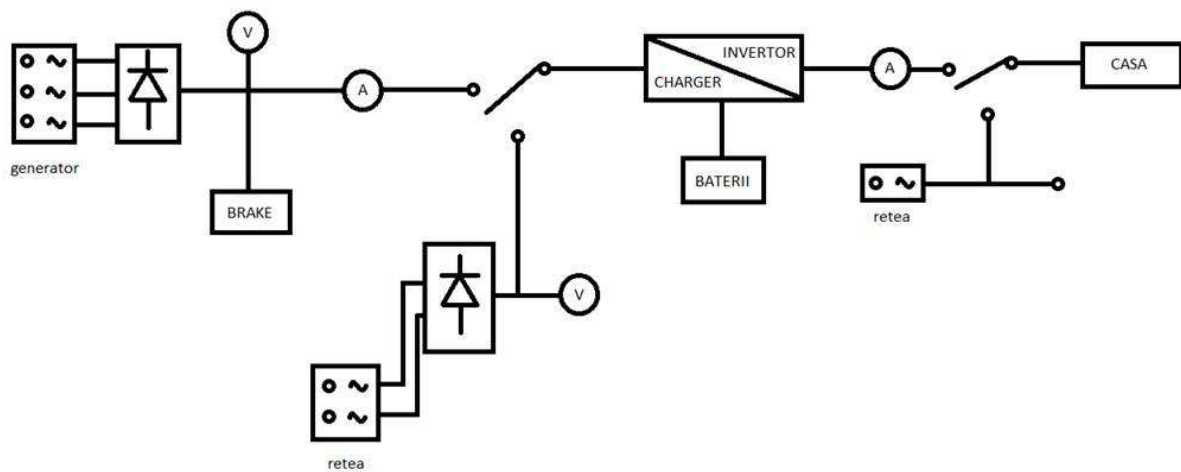 V
INVERTOR
CHARGER
A
A
CASA
generator
BATERII
BRAKE
retea
V
retea